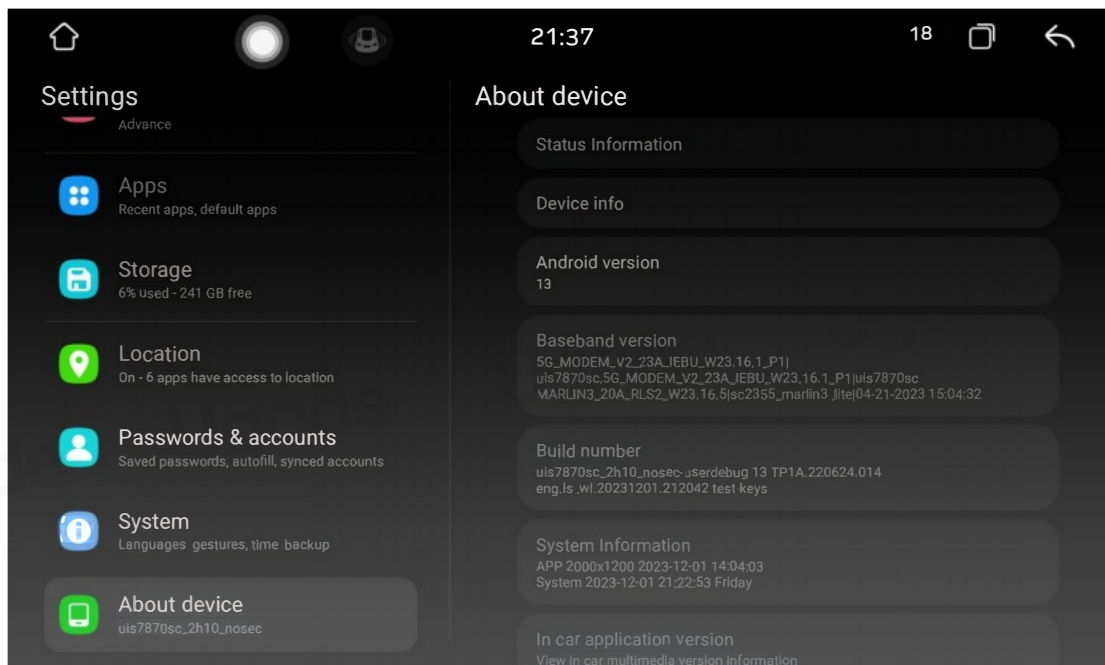 21:37
18
Settings
Advance
Apps
Recent apps, default apps
Storage
6% used - 241 GB free
Location
On - 6 apps have access to location
Passwords & accounts
Saved passwords, autofill, synced accounts
System
Languages gestures, time backup
About device
uis7870sc_2h10_nosec
About device
Status Information
Device info
Android version
13
Baseband version
5G_MODEM_V2_23A_IEBU_W23.16.1_P1|
uis7870sc,5G_MODEM_V2_23A_IEBU_W23.16.1_P1|uis7870sc
MARLIN3_20A_RLS2_W23.16.5|sc2355_marlin3_lite|04-21-2023 15:04:32
Build number
uis7870sc_2h10_nosec-userdebug 13 TP1A.220624.014
eng.ls_wl.20231201.212042 test-keys
System Information
APP 2000x1200 2023-12-01 14:04:03
System 2023-12-01 21:22:53 Friday
In car application version
View in car multimedia version information